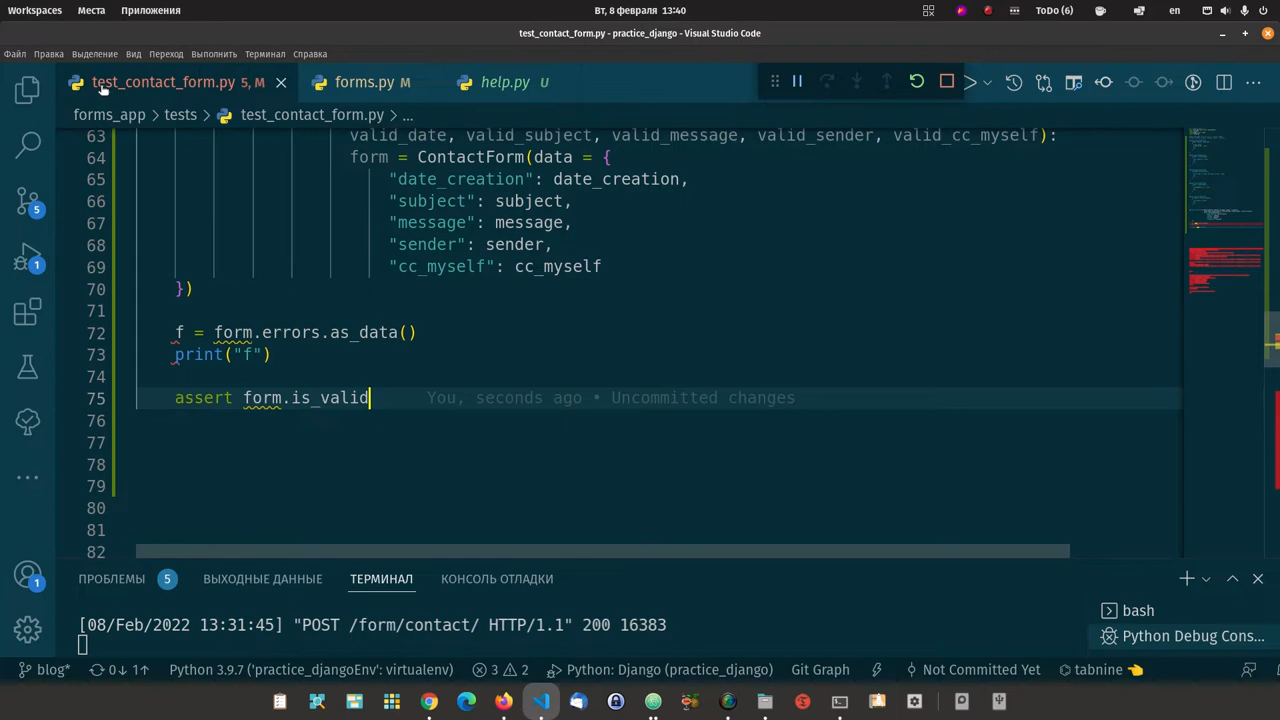 Workspaces Места Приложения Вт, 8 февраля 13:40 ToDo (6) en
test_contact_form.py - practice_django - Visual Studio Code
Файл Правка Выделение Вид Переход Выполнить Терминал Справка
test_contact_form.py 5, M forms.py M help.py U
forms_app > tests > test_contact_form.py > ...
63 valid_date, valid_subject, valid_message, valid_sender, valid_cc_myself):
64 form = ContactForm(data = {
65 "date_creation": date_creation,
66 "subject": subject,
67 "message": message,
68 "sender": sender,
69 "cc_myself": cc_myself
70 })
71
72 f = form.errors.as_data()
73 print("f")
74
75 assert form.is_valid You, seconds ago • Uncommitted changes
76
77
78
79
80
81
82
5
1
1
ПРОБЛЕМЫ 5 ВЫХОДНЫЕ ДАННЫЕ ТЕРМИНАЛ КОНСОЛЬ ОТЛАДКИ
[08/Feb/2022 13:31:45] "POST /form/contact/ HTTP/1.1" 200 16383
bash
Python Debug Cons...
blog* 0↓ 1↑ Python 3.9.7 ('practice_djangoEnv': virtualenv) 3 2 Python: Django (practice_django) Git Graph Not Committed Yet tabnine